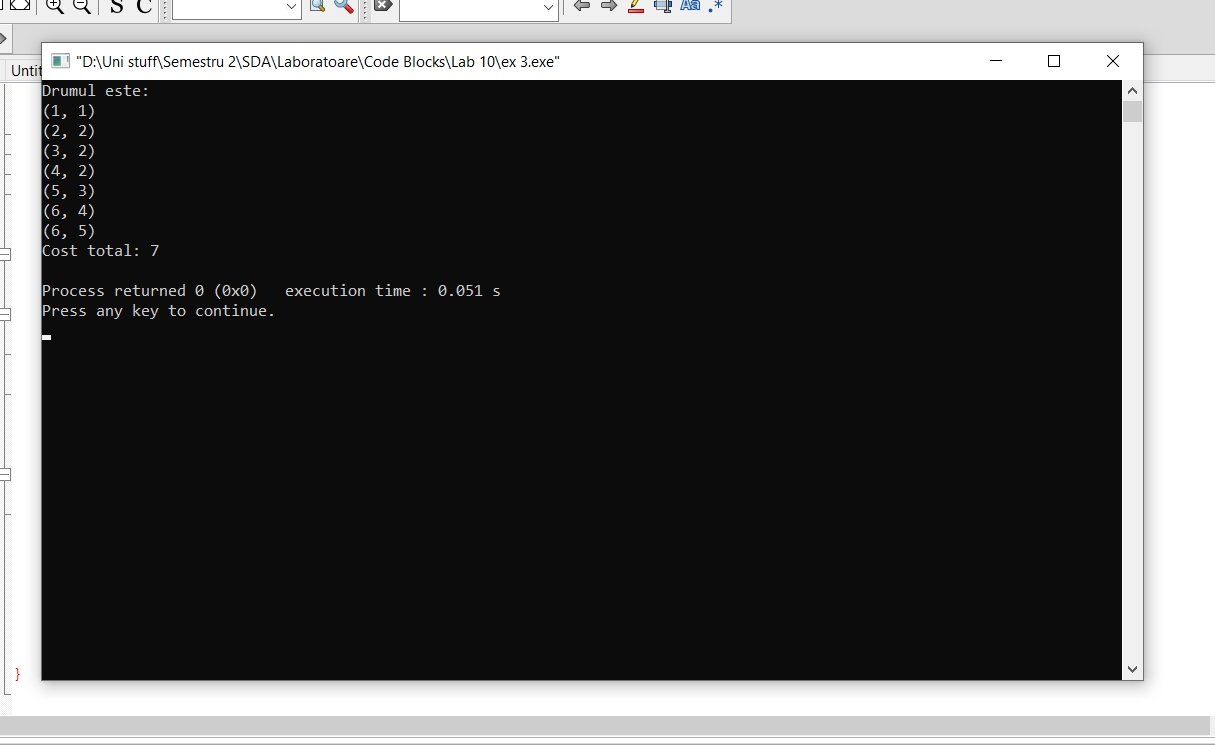 S C
Aa .*
"D:\Uni stuff\Semestru 2\SDA\Laboratoare\Code Blocks\Lab 10\ex 3.exe"
Untit
Drumul este:
(1, 1)
(2, 2)
(3, 2)
(4, 2)
(5, 3)
(6, 4)
(6, 5)
Cost total: 7
Process returned 0 (0x0)   execution time : 0.051 s
Press any key to continue.
}